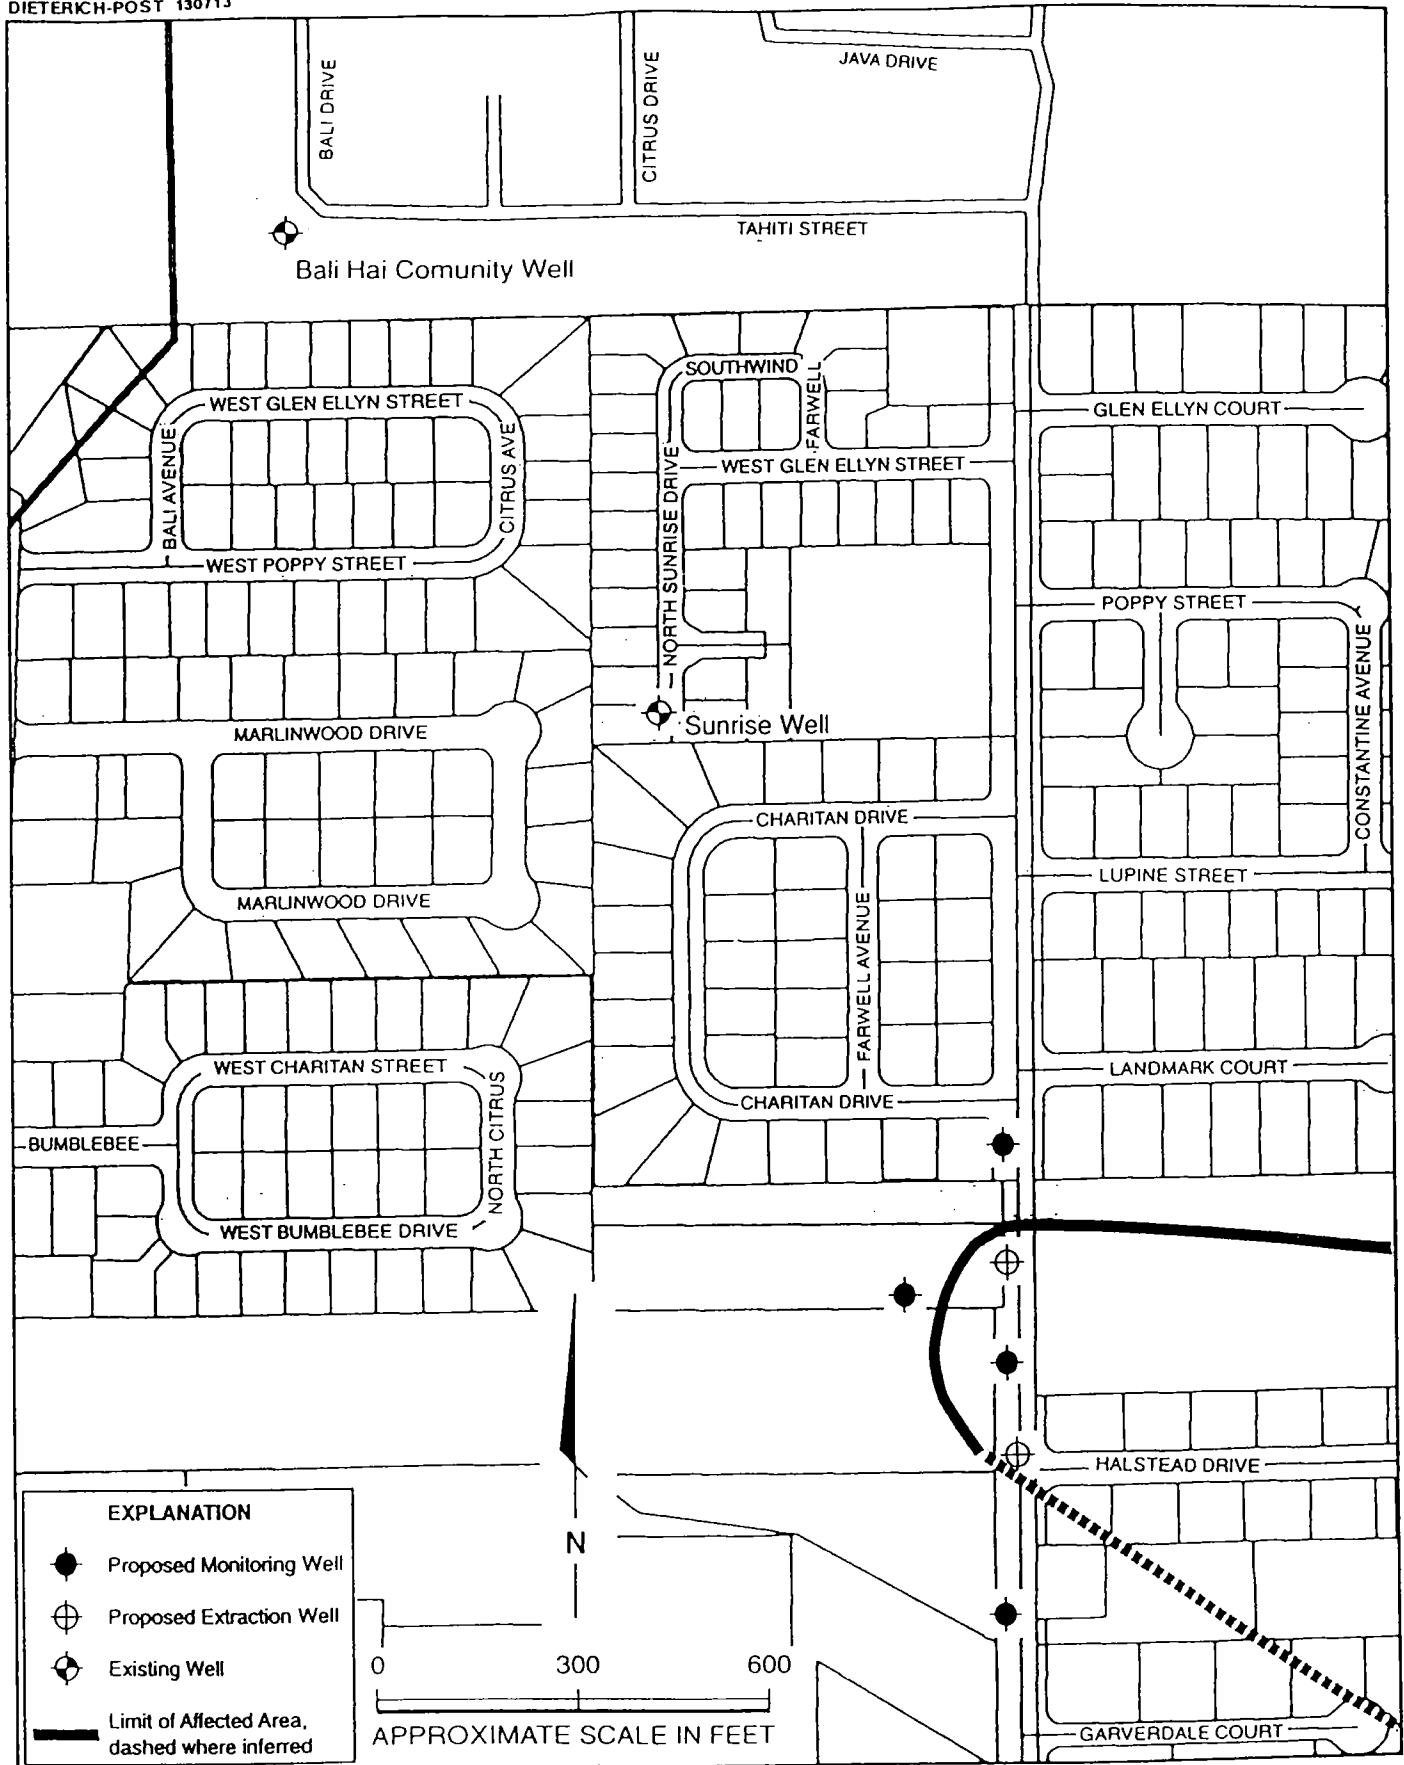 DIETERICH-POST 130713
JAVA DRIVE
BALI DRIVE
CITRUS DRIVE
TAHITI STREET
Bali Hai Comunity Well
SOUTHWIND
WEST GLEN ELLYN STREET
GLEN ELLYN COURT
FARWELL
BALI AVENUE
CITRUS AVE
WEST GLEN ELLYN STREET
NORTH SUNRISE DRIVE
WEST POPPY STREET
POPPY STREET
CONSTANTINE AVENUE
Sunrise Well
MARLINWOOD DRIVE
CHARITAN DRIVE
LUPINE STREET
MARLINWOOD DRIVE
FARWELL AVENUE
WEST CHARITAN STREET
LANDMARK COURT
NORTH CITRUS
CHARITAN DRIVE
BUMBLEBEE
WEST BUMBLEBEE DRIVE
HALSTEAD DRIVE
EXPLANATION
Proposed Monitoring Well
Proposed Extraction Well
Existing Well
Limit of Affected Area,
dashed where inferred
N
0 300 600
APPROXIMATE SCALE IN FEET
GARVERDALE COURT